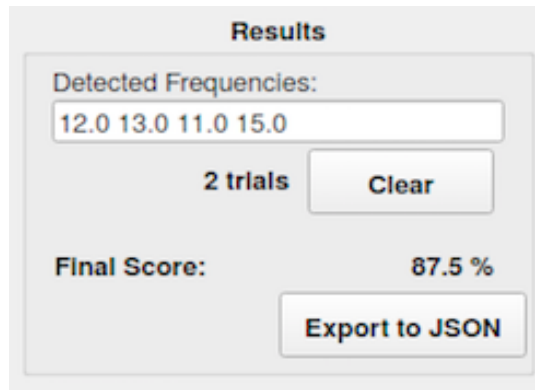 Results
Detected Frequencies:
12.0 13.0 11.0 15.0
2 trials Clear
Final Score: 87.5 %
Export to JSON